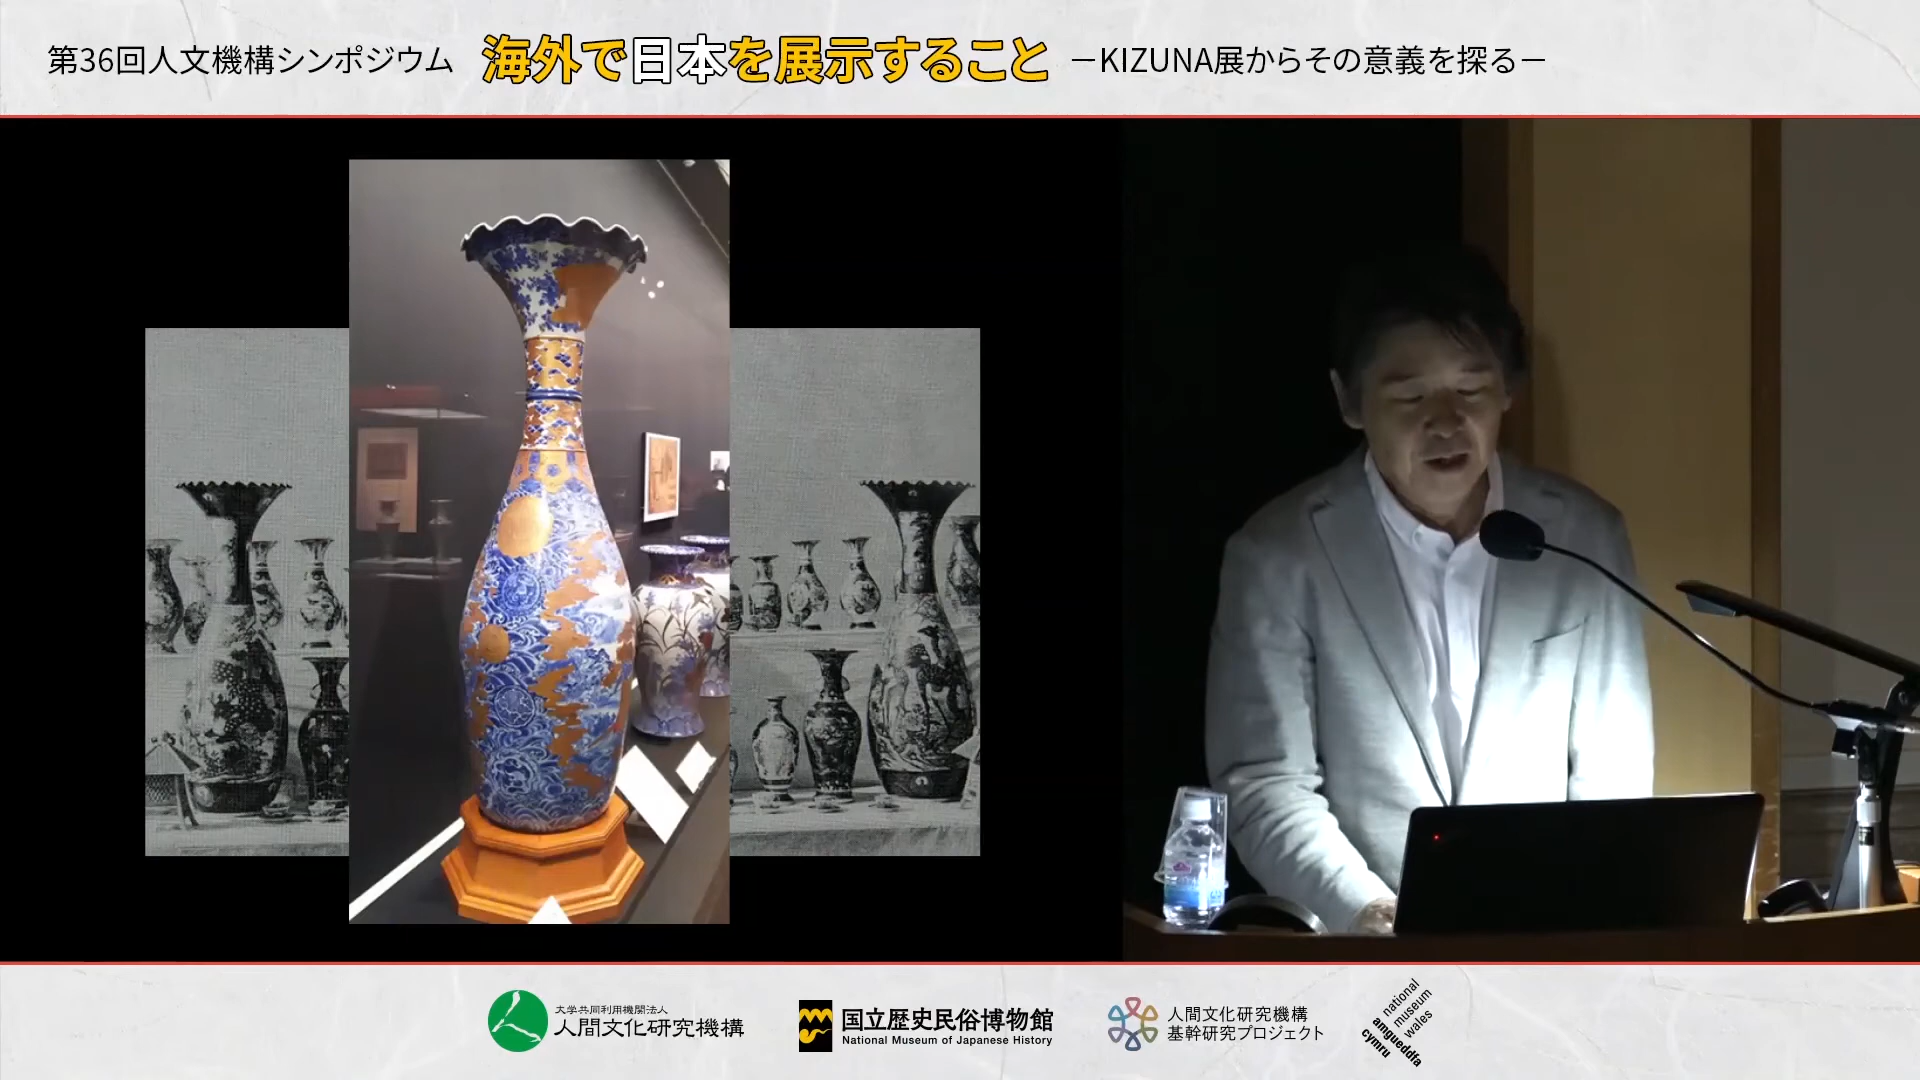 第36回人文機構シンポジウム 海外で日本を展示すること －KIZUNA展からその意義を探る－
大学共同利用機関法人
人間文化研究機構
国立歴史民俗博物館
National Museum of Japanese History
人間文化研究機構
基幹研究プロジェクト
national
museum
wales
amgueddfa
cymru